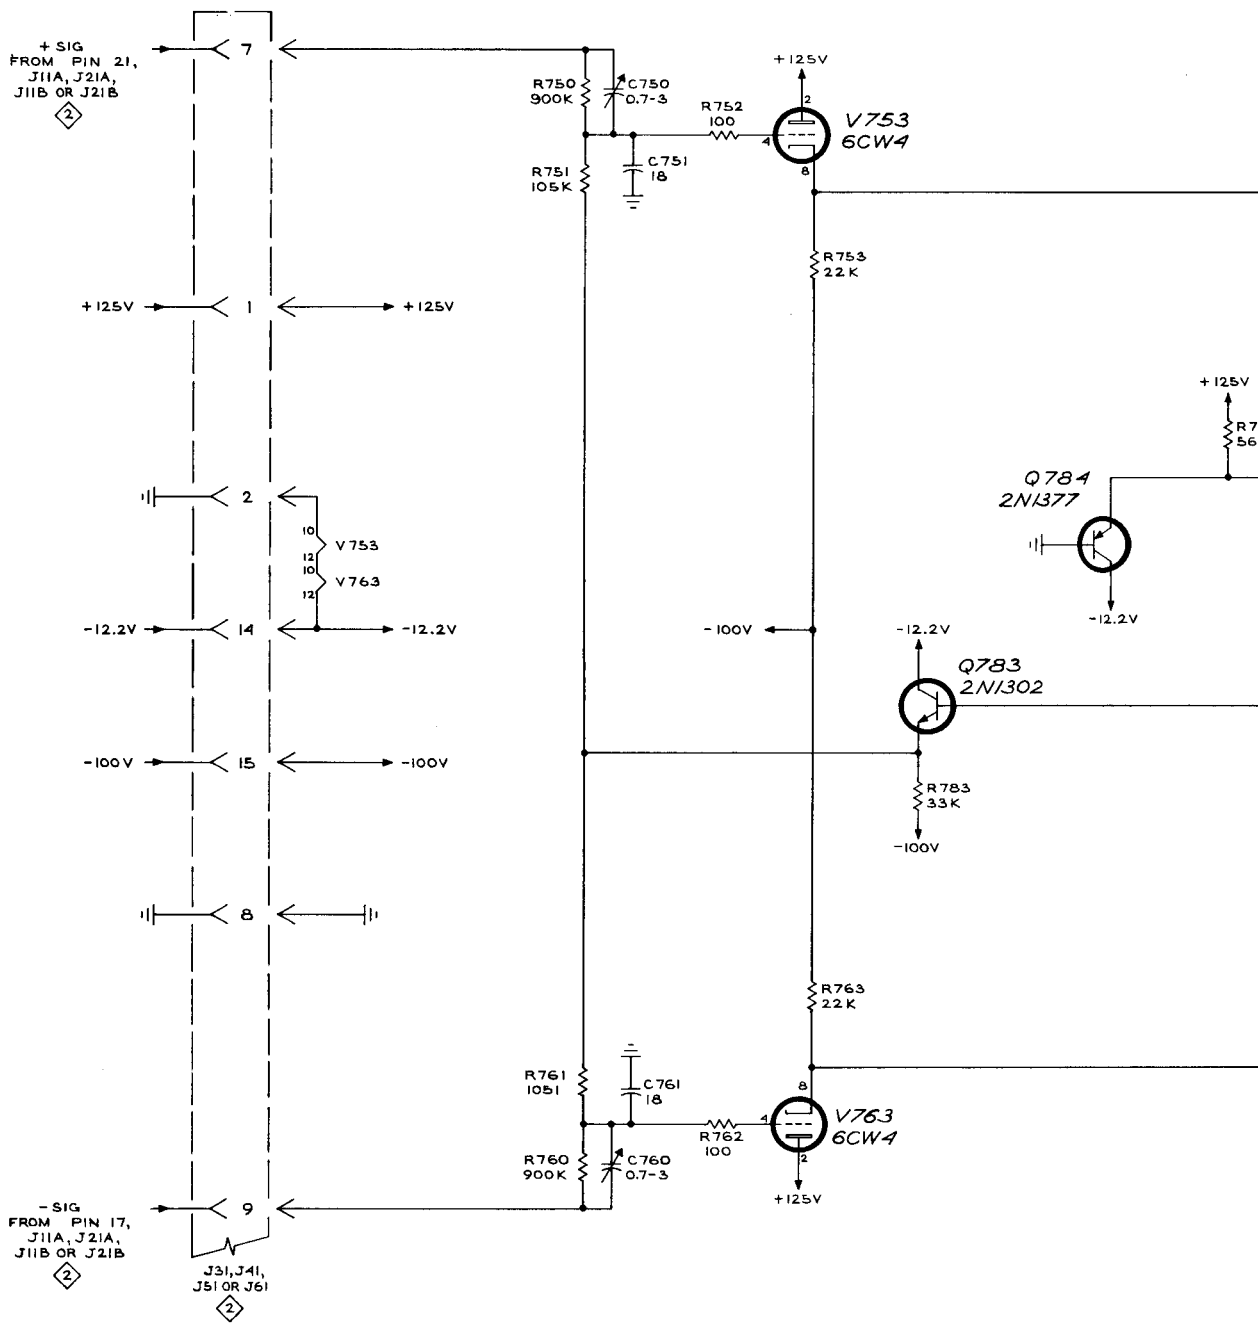 + SIG
FROM PIN 21,
J11A, J21A,
J11B OR J21B
2
7
R750
900K
C750
0.7-3
R751
105K
C751
18
R752
100
+125V
2
4
8
V753
6CW4
R753
22K
+125V
1
+125V
2
10
12
V753
10
12
V763
-12.2V
14
-12.2V
-100V
15
-100V
8
-100V
+125V
R7
56
Q784
2N1377
-12.2V
-12.2V
Q783
2N1302
R783
33K
-100V
R763
22K
R761
1051
C761
18
R762
100
8
4
2
V763
6CW4
+125V
R760
900K
C760
0.7-3
- SIG
FROM PIN 17,
J11A, J21A,
J11B OR J21B
2
9
J31, J41,
J51 OR J61
2